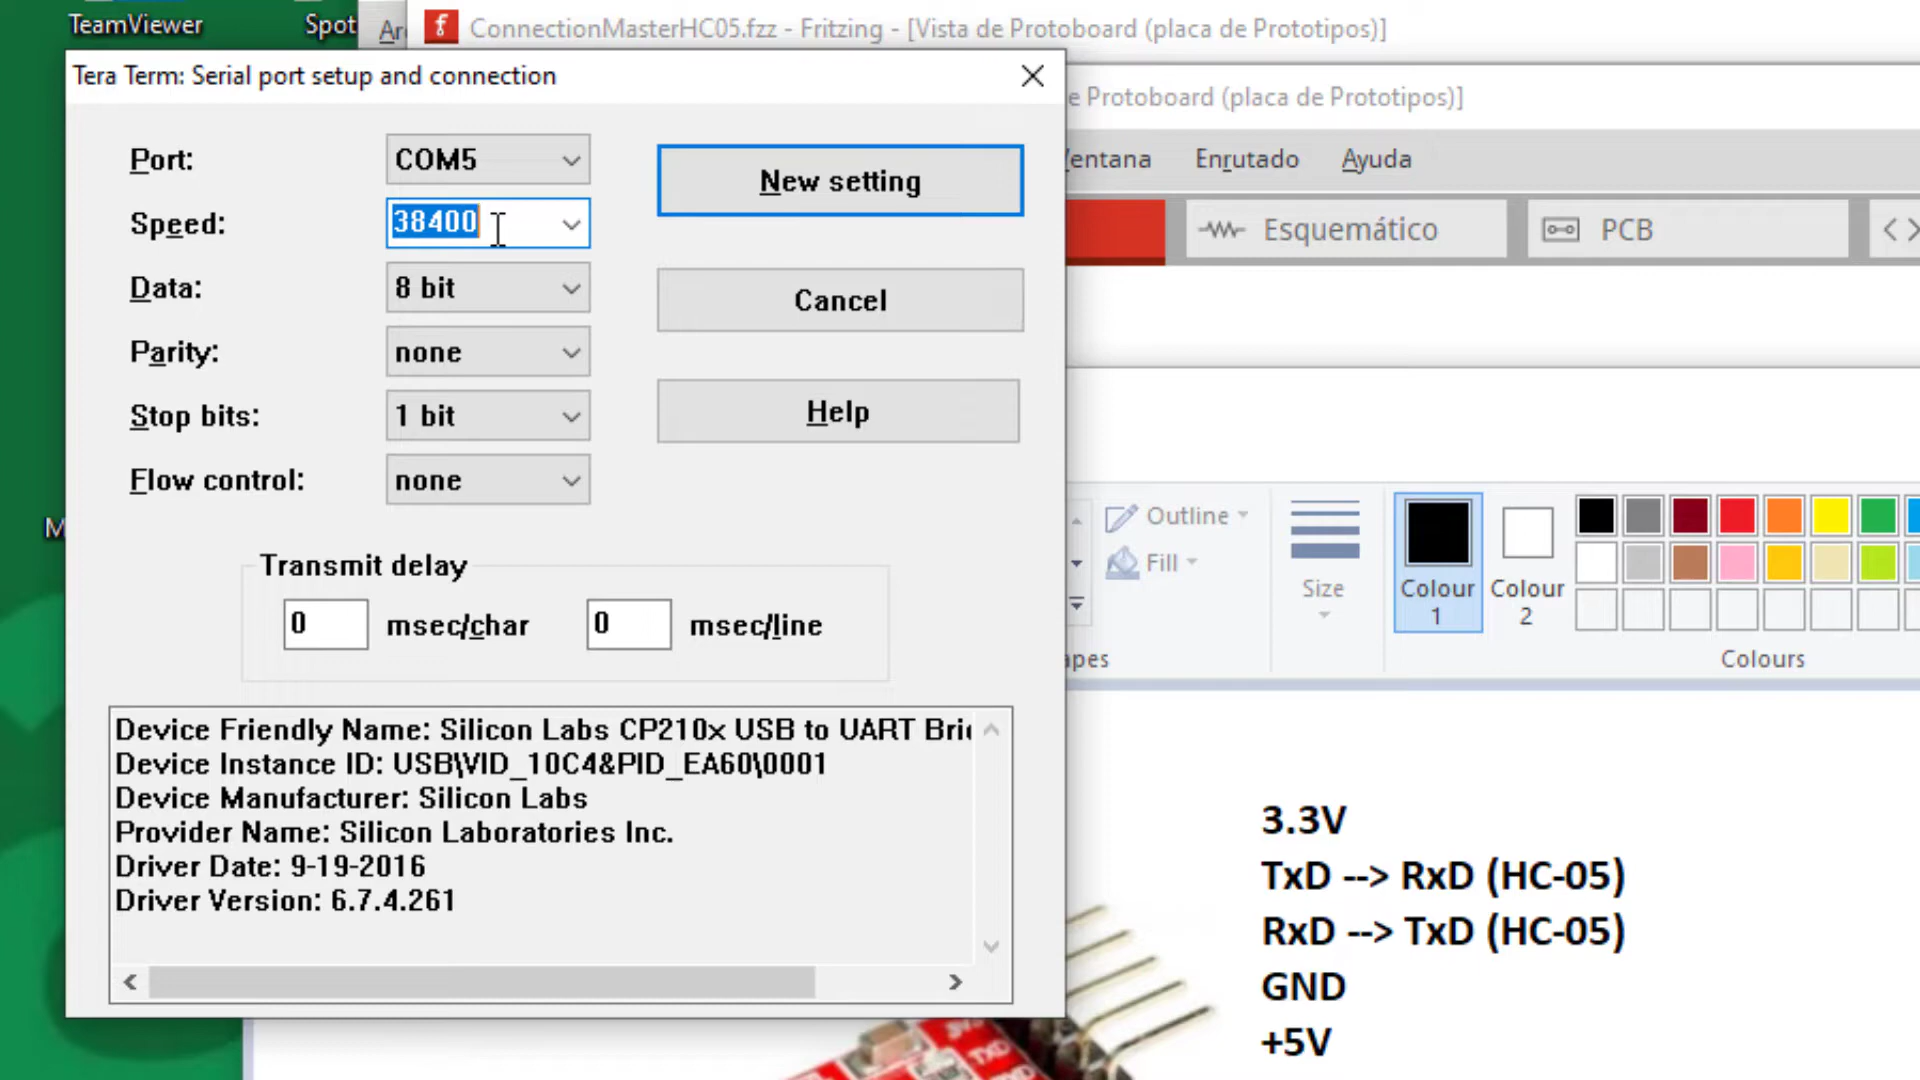 TeamViewer
Spot
ConnectionMasterHC05.fzz - Fritzing - [Vista de Protoboard (placa de Prototipos)]
Tera Term: Serial port setup and connection
e Protoboard (placa de Prototipos)]
Port: COM5
New setting
entana Enrutado Ayuda
Speed: 38400
Esquemático PCB
Data: 8 bit
Cancel
Parity: none
Stop bits: 1 bit
Help
Flow control: none
Outline
Fill
Size
Colour 1
Colour 2
Colours
apes
Transmit delay
0 msec/char 0 msec/line
Device Friendly Name: Silicon Labs CP210x USB to UART Bri
Device Instance ID: USB\VID_10C4&PID_EA60\0001
Device Manufacturer: Silicon Labs
Provider Name: Silicon Laboratories Inc.
Driver Date: 9-19-2016
Driver Version: 6.7.4.261
3.3V
TxD --> RxD (HC-05)
RxD --> TxD (HC-05)
GND
+5V
TXD